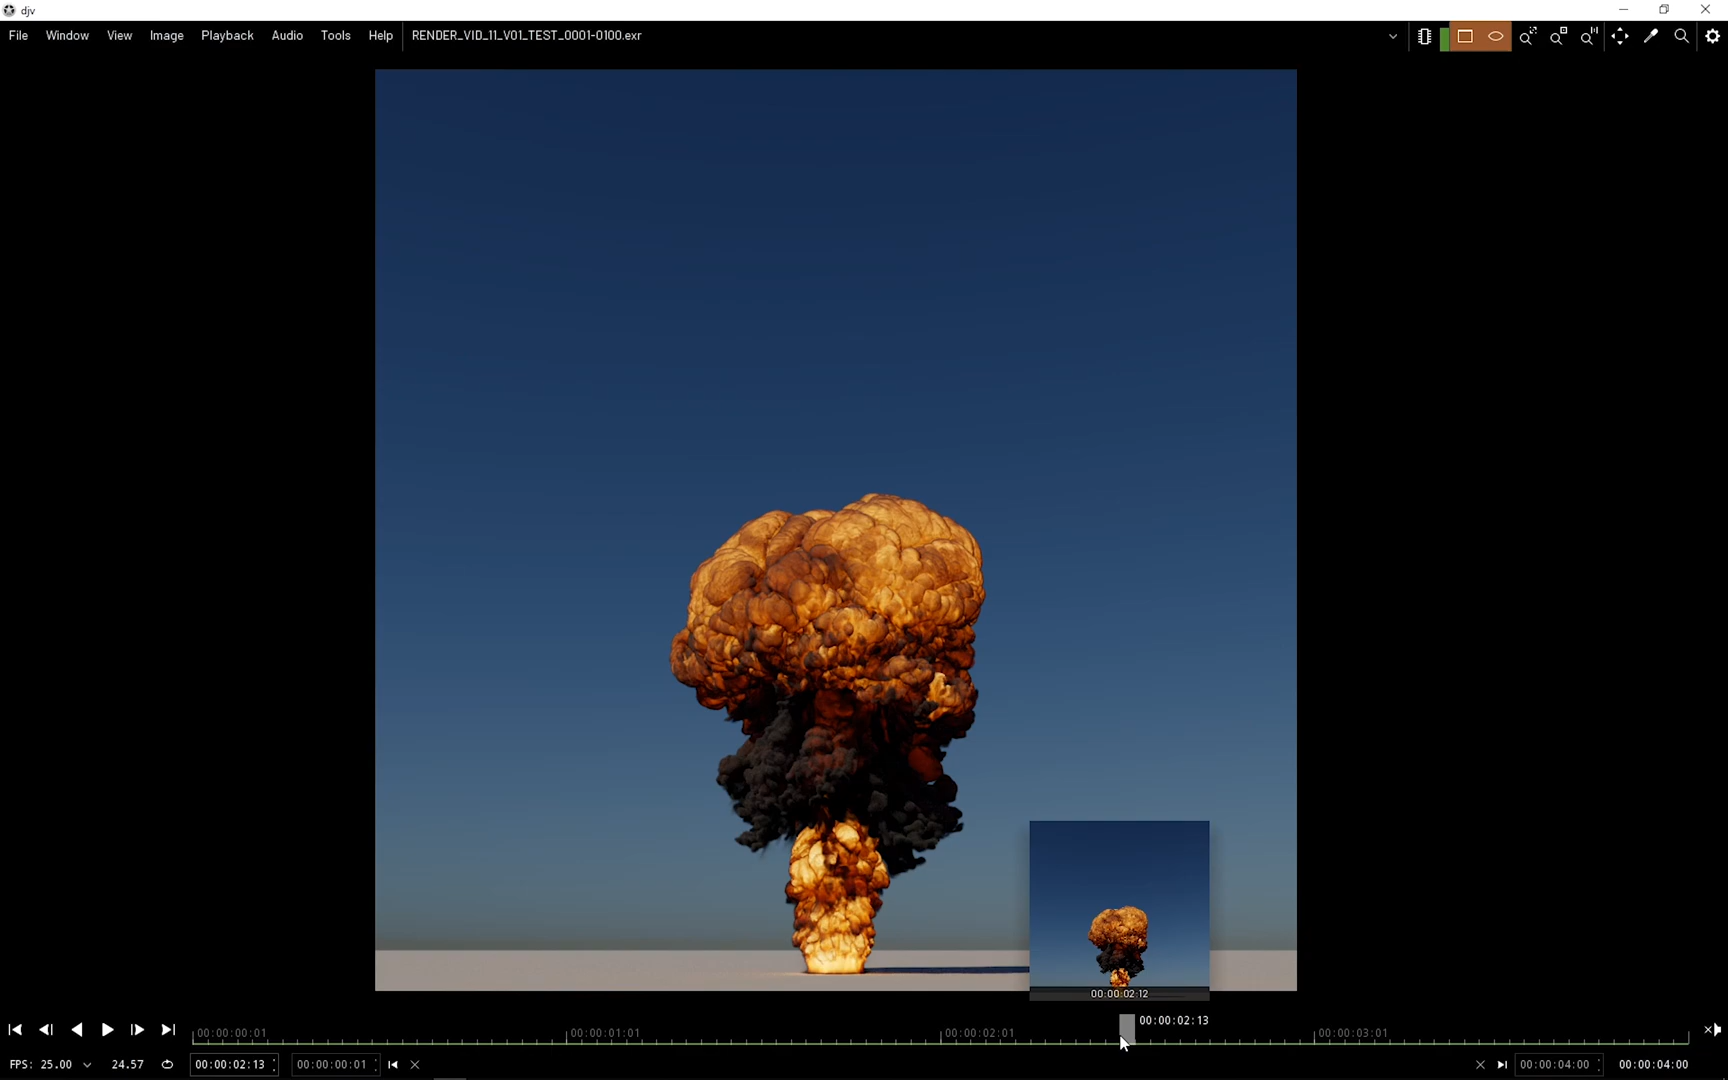 djv
File Window View Image Playback Audio Tools Help RENDER_VID_11_V01_TEST_0001-0100.exr
00:00:02:12
00:00:00:01 00:00:01:01 00:00:02:01 00:00:02:13 00:00:03:01
FPS: 25.00 24.57 00:00:02:13 00:00:00:01 00:00:04:00 00:00:04:00